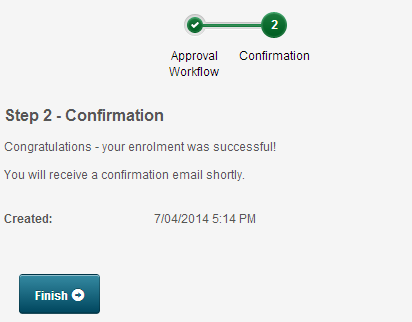 2
Approval Confirmation
Workflow
Step 2 - Confirmation
Congratulations - your enrolment was successful!
You will receive a confirmation email shortly.
Created: 7/04/2014 5:14 PM
Finish